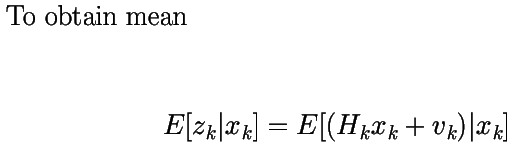 To obtain mean
E[z_k|x_k] = E[(H_k x_k + v_k)|x_k]